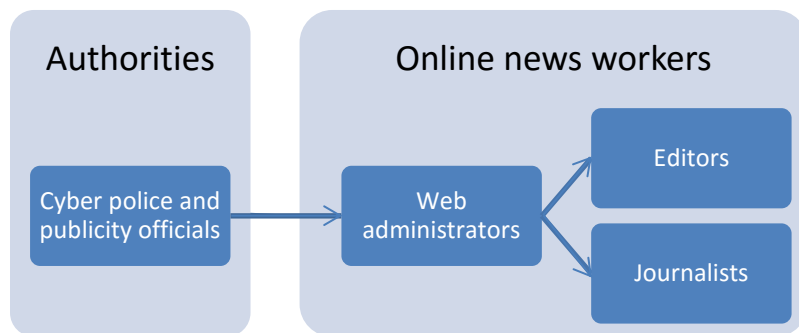 Authorities
Online news workers
Cyber police and
publicity officials
Web
administrators
Editors
Journalists